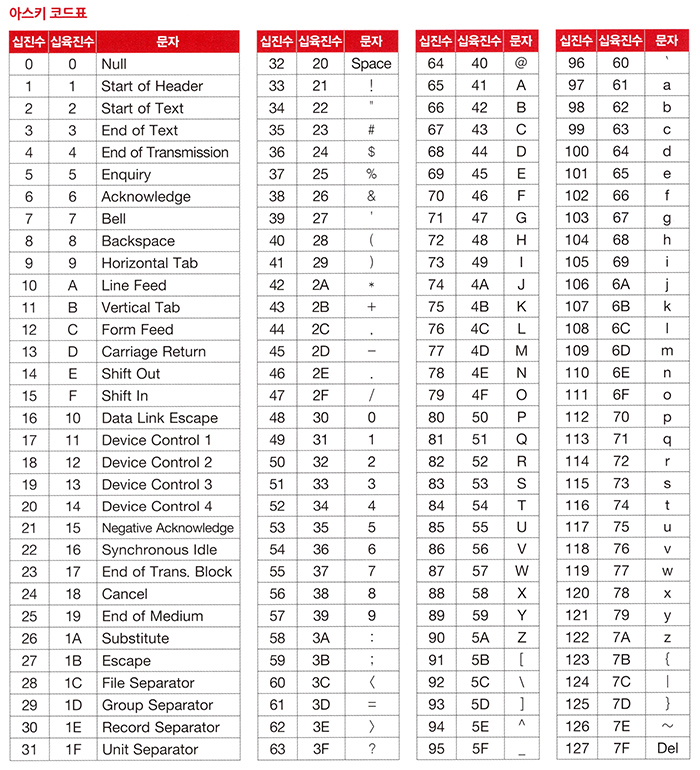 아스키 코드표
십진수 십육진수 문자
0 0 Null
1 1 Start of Header
2 2 Start of Text
3 3 End of Text
4 4 End of Transmission
5 5 Enquiry
6 6 Acknowledge
7 7 Bell
8 8 Backspace
9 9 Horizontal Tab
10 A Line Feed
11 B Vertical Tab
12 C Form Feed
13 D Carriage Return
14 E Shift Out
15 F Shift In
16 10 Data Link Escape
17 11 Device Control 1
18 12 Device Control 2
19 13 Device Control 3
20 14 Device Control 4
21 15 Negative Acknowledge
22 16 Synchronous Idle
23 17 End of Trans. Block
24 18 Cancel
25 19 End of Medium
26 1A Substitute
27 1B Escape
28 1C File Separator
29 1D Group Separator
30 1E Record Separator
31 1F Unit Separator
십진수 십육진수 문자
32 20 Space
33 21 !
34 22 "
35 23 #
36 24 $
37 25 %
38 26 &
39 27 '
40 28 (
41 29 )
42 2A *
43 2B +
44 2C .
45 2D −
46 2E .
47 2F /
48 30 0
49 31 1
50 32 2
51 33 3
52 34 4
53 35 5
54 36 6
55 37 7
56 38 8
57 39 9
58 3A :
59 3B ;
60 3C 〈
61 3D =
62 3E 〉
63 3F ?
십진수 십육진수 문자
64 40 @
65 41 A
66 42 B
67 43 C
68 44 D
69 45 E
70 46 F
71 47 G
72 48 H
73 49 I
74 4A J
75 4B K
76 4C L
77 4D M
78 4E N
79 4F O
80 50 P
81 51 Q
82 52 R
83 53 S
84 54 T
85 55 U
86 56 V
87 57 W
88 58 X
89 59 Y
90 5A Z
91 5B [
92 5C \
93 5D ]
94 5E ^
95 5F _
십진수 십육진수 문자
96 60 `
97 61 a
98 62 b
99 63 c
100 64 d
101 65 e
102 66 f
103 67 g
104 68 h
105 69 i
106 6A j
107 6B k
108 6C l
109 6D m
110 6E n
111 6F o
112 70 p
113 71 q
114 72 r
115 73 s
116 74 t
117 75 u
118 76 v
119 77 w
120 78 x
121 79 y
122 7A z
123 7B {
124 7C |
125 7D }
126 7E ～
127 7F Del